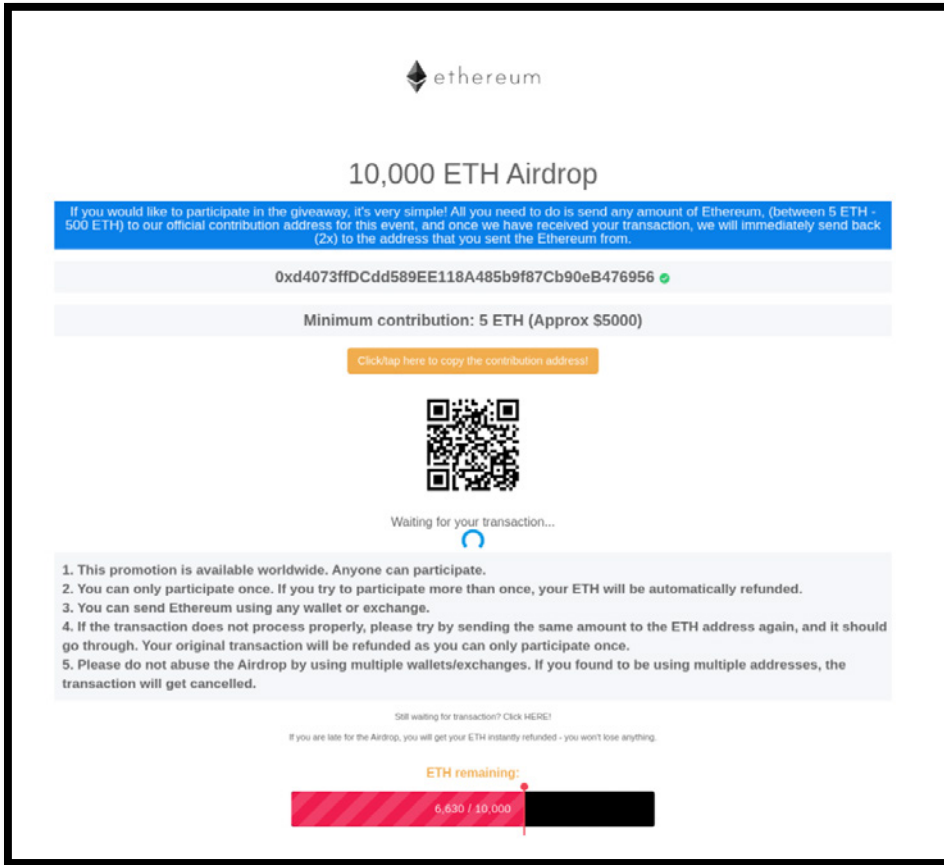 ethereum
10,000 ETH Airdrop
If you would like to participate in the giveaway, it's very simple! All you need to do is send any amount of Ethereum, (between 5 ETH -
500 ETH) to our official contribution address for this event, and once we have received your transaction, we will immediately send back
(2x) to the address that you sent the Ethereum from.
0xd4073ffDCdd589EE118A485b9f87Cb90eB476956
Minimum contribution: 5 ETH (Approx $5000)
Click/tap here to copy the contribution address!
Waiting for your transaction...
1. This promotion is available worldwide. Anyone can participate.
2. You can only participate once. If you try to participate more than once, your ETH will be automatically refunded.
3. You can send Ethereum using any wallet or exchange.
4. If the transaction does not process properly, please try by sending the same amount to the ETH address again, and it should
go through. Your original transaction will be refunded as you can only participate once.
5. Please do not abuse the Airdrop by using multiple wallets/exchanges. If you found to be using multiple addresses, the
transaction will get cancelled.
Still waiting for transaction? Click HERE!
If you are late for the Airdrop, you will get your ETH instantly refunded - you won't lose anything.
ETH remaining:
6,630 / 10,000